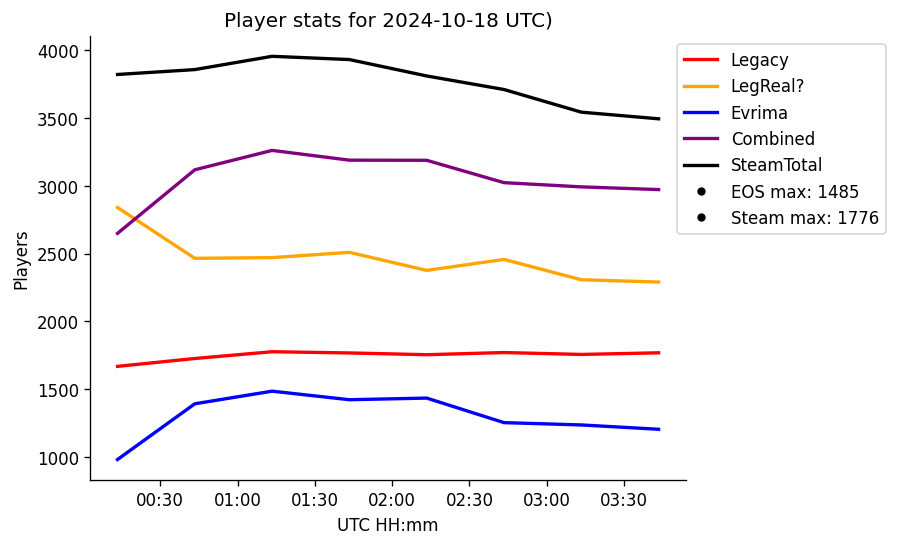 Player stats for 2024-10-18 UTC)
4000
3500
3000
2500
2000
1500
1000
Players
00:30 01:00 01:30 02:00 02:30 03:00 03:30
UTC HH:mm
Legacy
LegReal?
Evrima
Combined
SteamTotal
EOS max: 1485
Steam max: 1776